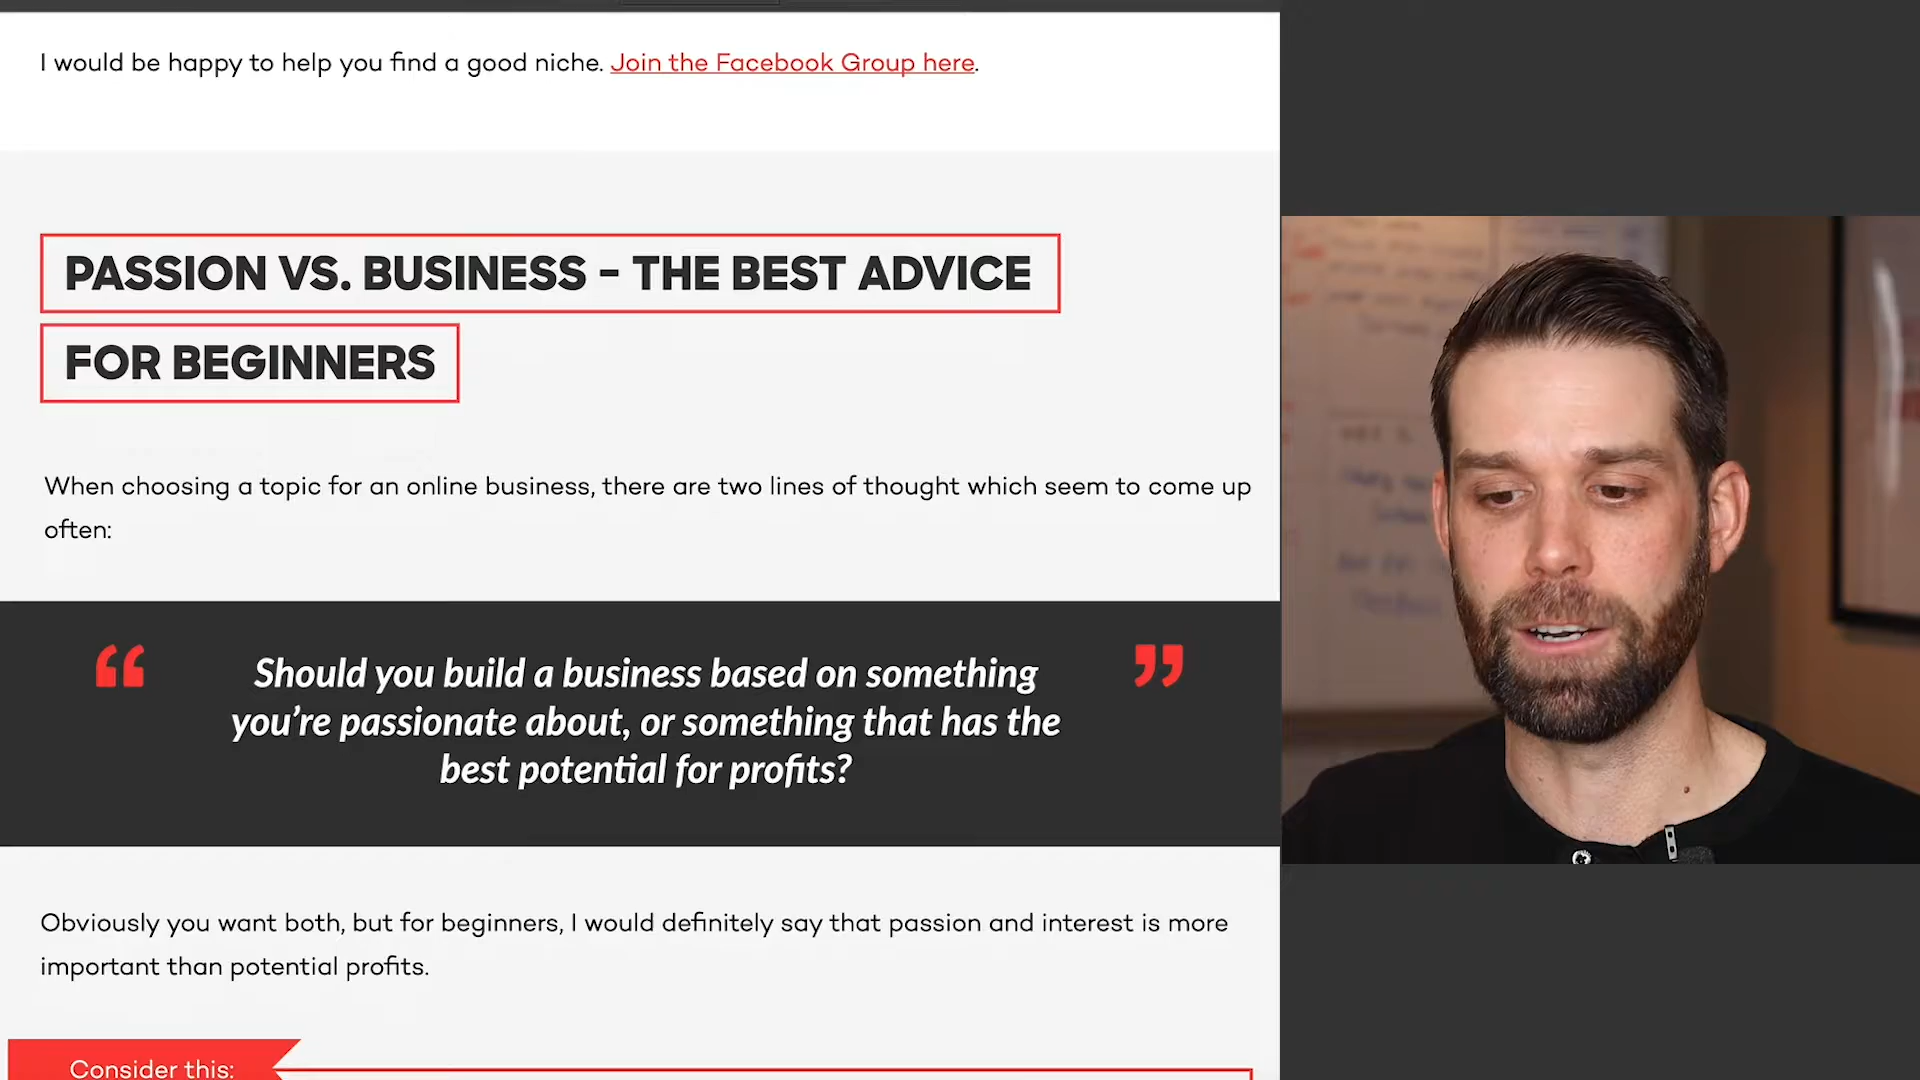 I would be happy to help you find a good niche. Join the Facebook Group here.
PASSION VS. BUSINESS - THE BEST ADVICE
FOR BEGINNERS
When choosing a topic for an online business, there are two lines of thought which seem to come up
often:
“ Should you build a business based on something ”
you’re passionate about, or something that has the
best potential for profits?
Obviously you want both, but for beginners, I would definitely say that passion and interest is more
important than potential profits.
Consider this: